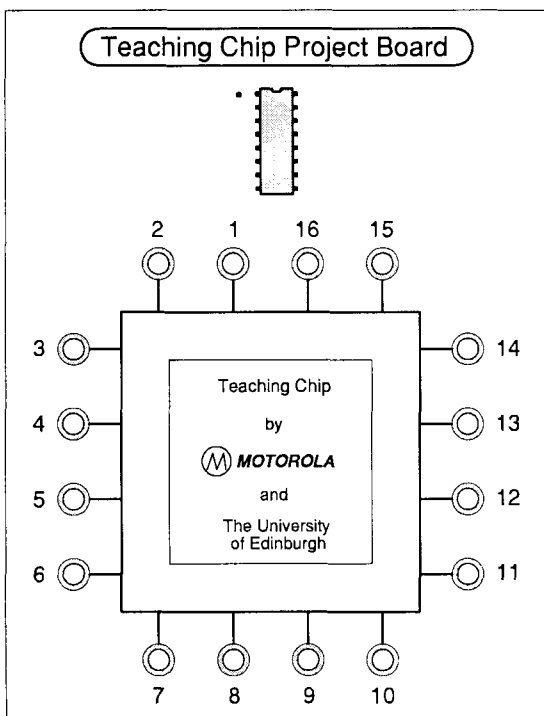 Teaching Chip Project Board
2 1 16 15
3 14
4 13
5 12
6 11
Teaching Chip
by
MOTOROLA
and
The University
of Edinburgh
7 8 9 10